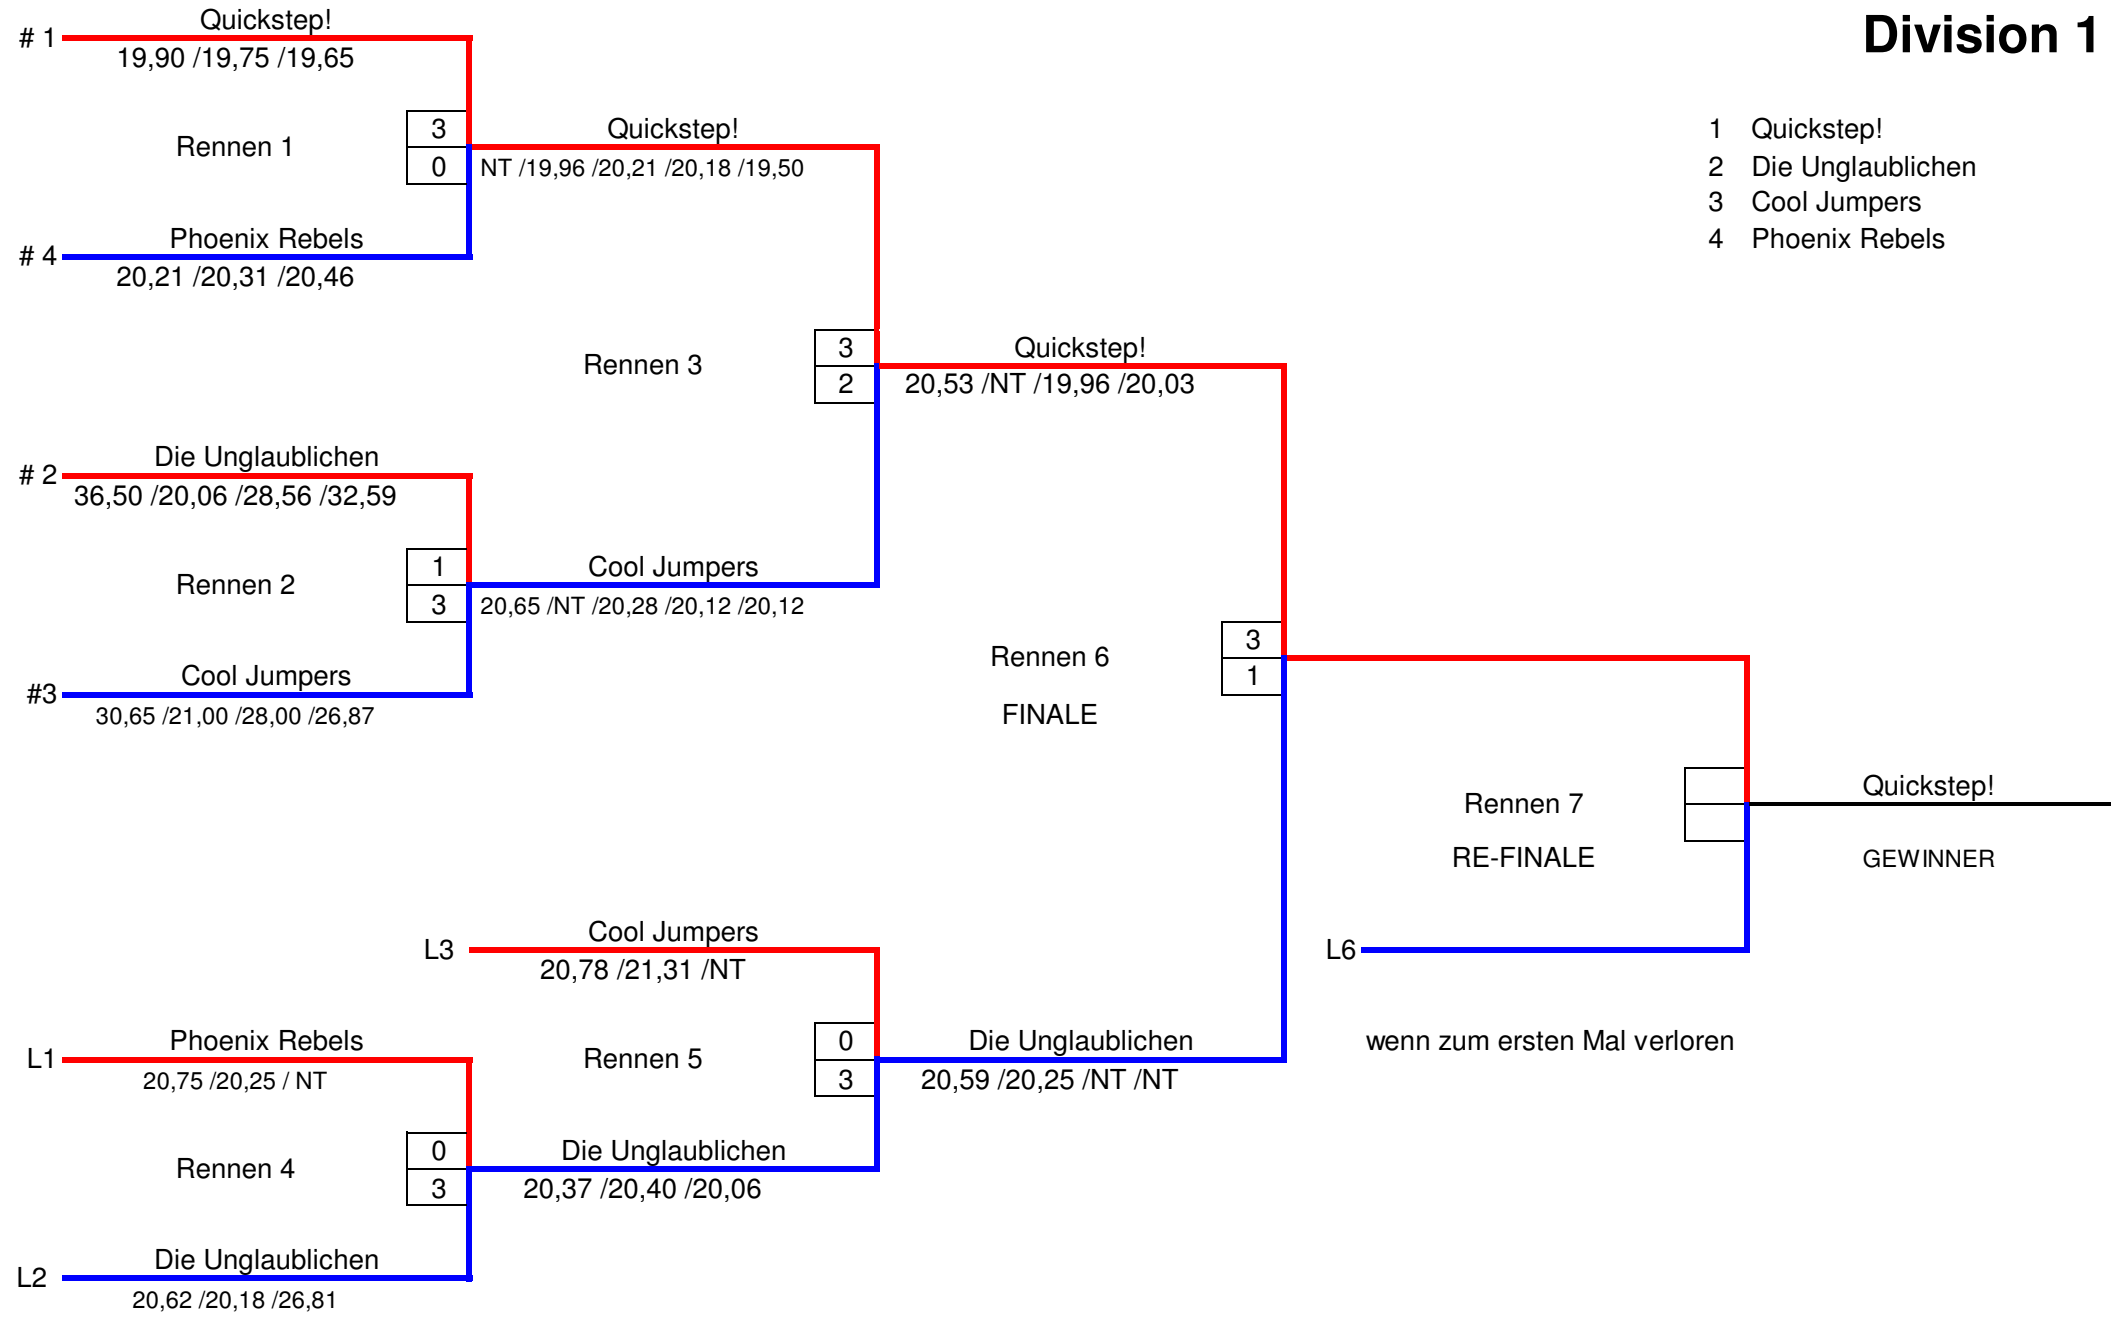 Division 1
1 Quickstep!
2 Die Unglaublichen
3 Cool Jumpers
4 Phoenix Rebels
# 1
Quickstep!
19,90 /19,75 /19,65
Rennen 1
3
0
# 4
Phoenix Rebels
20,21 /20,31 /20,46
Quickstep!
NT /19,96 /20,21 /20,18 /19,50
Rennen 3
3
2
# 2
Die Unglaublichen
36,50 /20,06 /28,56 /32,59
Rennen 2
1
3
#3
Cool Jumpers
30,65 /21,00 /28,00 /26,87
Cool Jumpers
20,65 /NT /20,28 /20,12 /20,12
Quickstep!
20,53 /NT /19,96 /20,03
Rennen 6
FINALE
3
1
Rennen 7
RE-FINALE
Quickstep!
GEWINNER
L6
wenn zum ersten Mal verloren
L3
Cool Jumpers
20,78 /21,31 /NT
Rennen 5
0
3
Die Unglaublichen
20,59 /20,25 /NT /NT
L1
Phoenix Rebels
20,75 /20,25 / NT
Rennen 4
0
3
Die Unglaublichen
20,37 /20,40 /20,06
L2
Die Unglaublichen
20,62 /20,18 /26,81